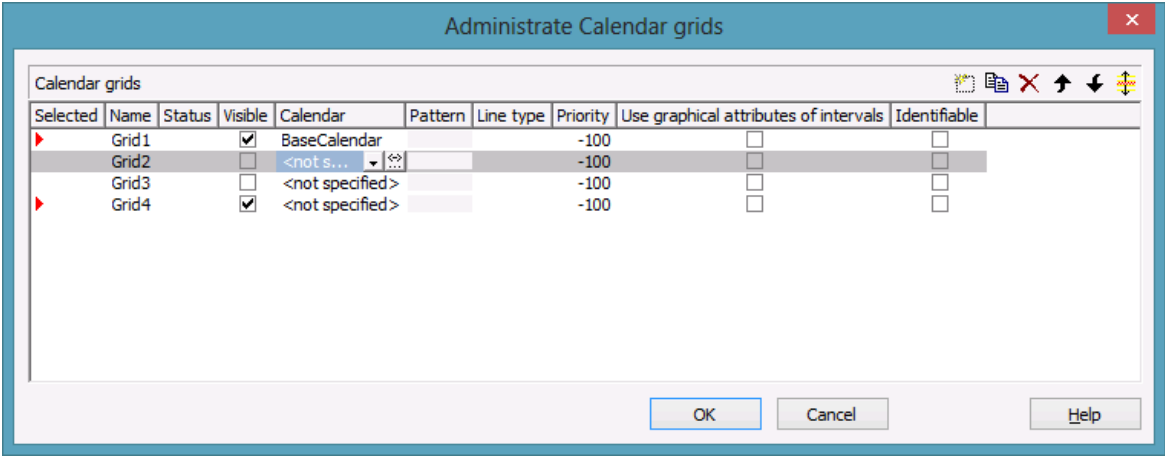 Administrate Calendar grids
Calendar grids
Selected Name Status Visible Calendar Pattern Line type Priority Use graphical attributes of intervals Identifiable
Grid1 BaseCalendar -100
Grid2 <not s... -100
Grid3 <not specified> -100
Grid4 <not specified> -100
OK Cancel Help